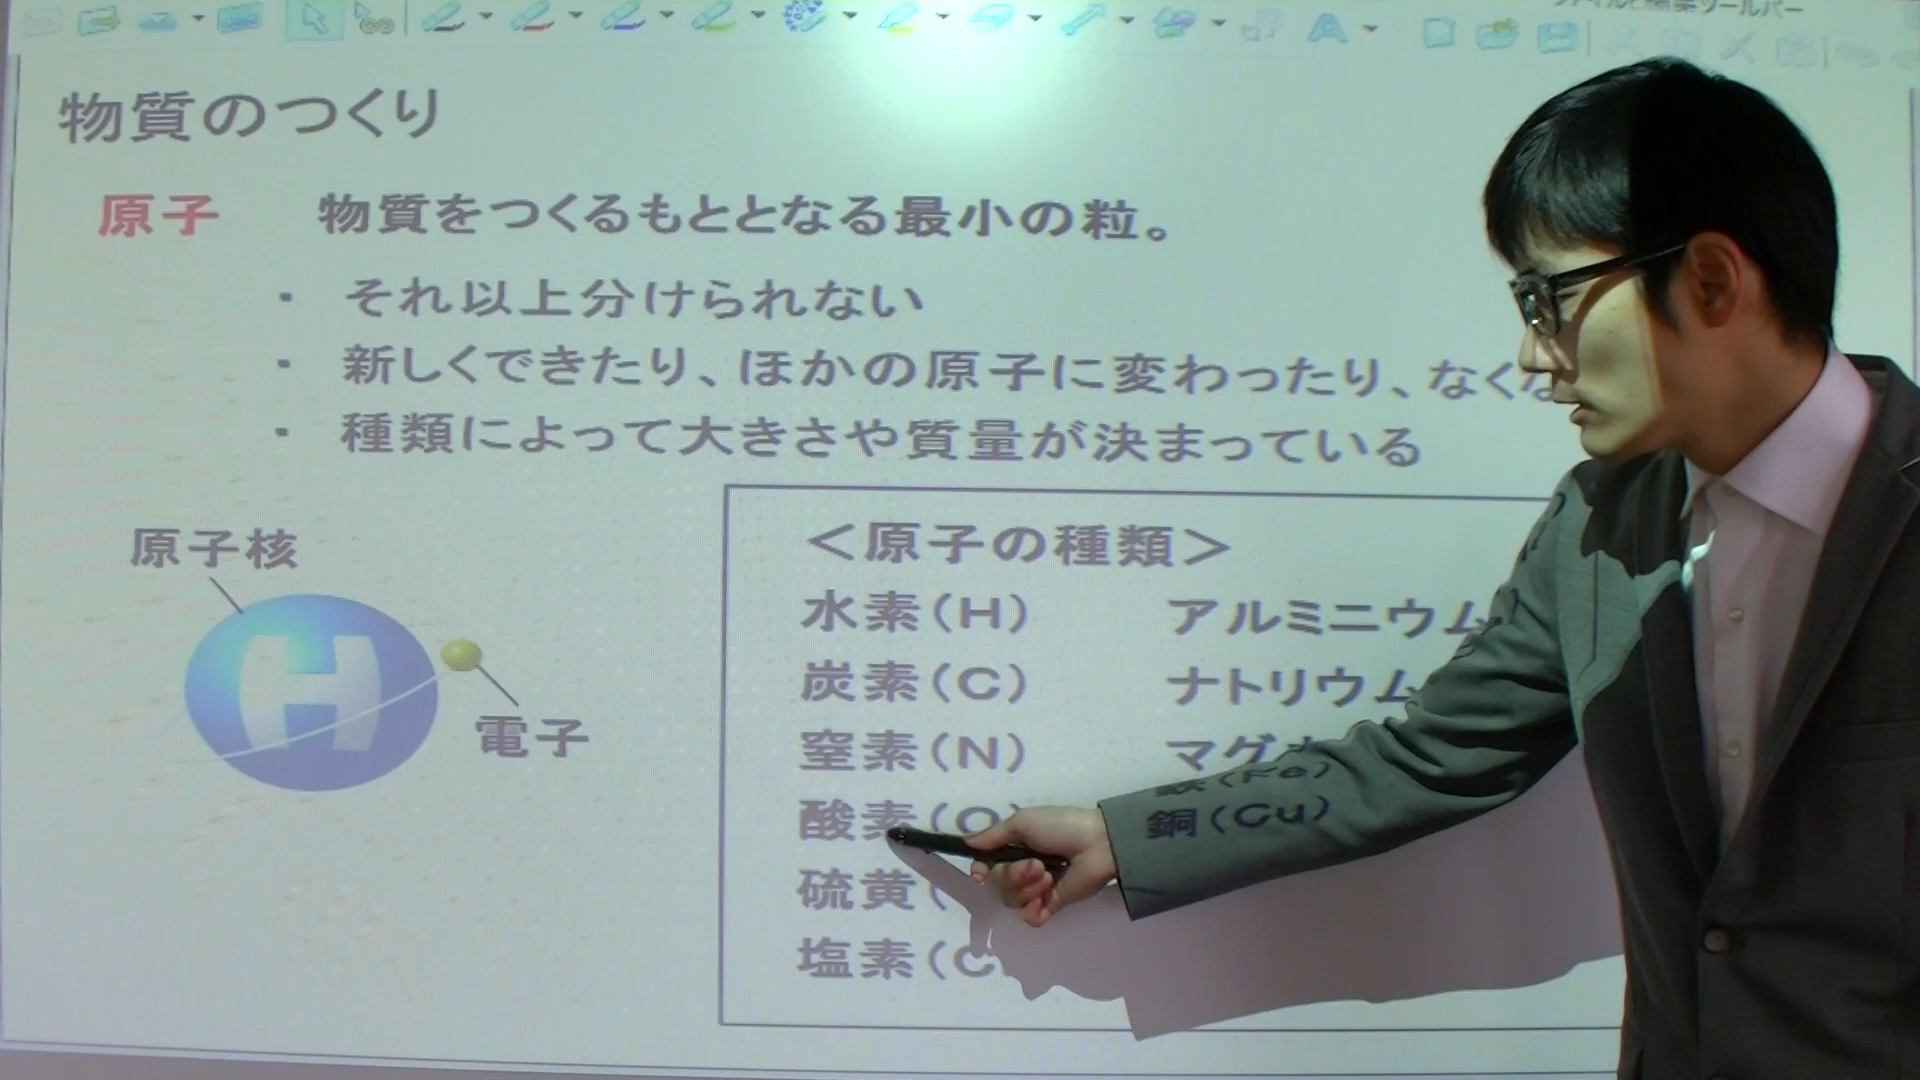 物質のつくり
原子 物質をつくるもととなる最小の粒。
・ それ以上分けられない
・ 新しくできたり、ほかの原子に変わったり、なくな
・ 種類によって大きさや質量が決まっている
原子核
H
電子
＜原子の種類＞
水素(H) アルミニウム
炭素(C) ナトリウム
窒素(N) マグネ
鉄(Fe)
酸素(O 銅(Cu)
硫黄(
塩素(C